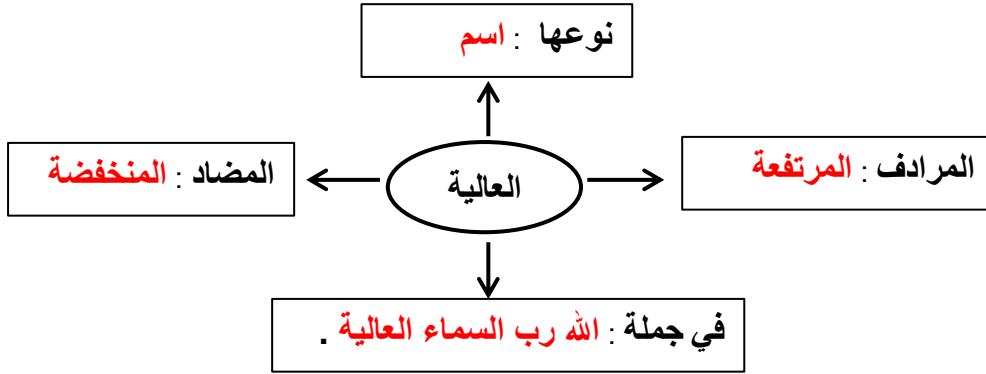 نوعها : اسم
المرادف : المرتفعة
العالية
المضاد : المنخفضة
في جملة : الله رب السماء العالية .